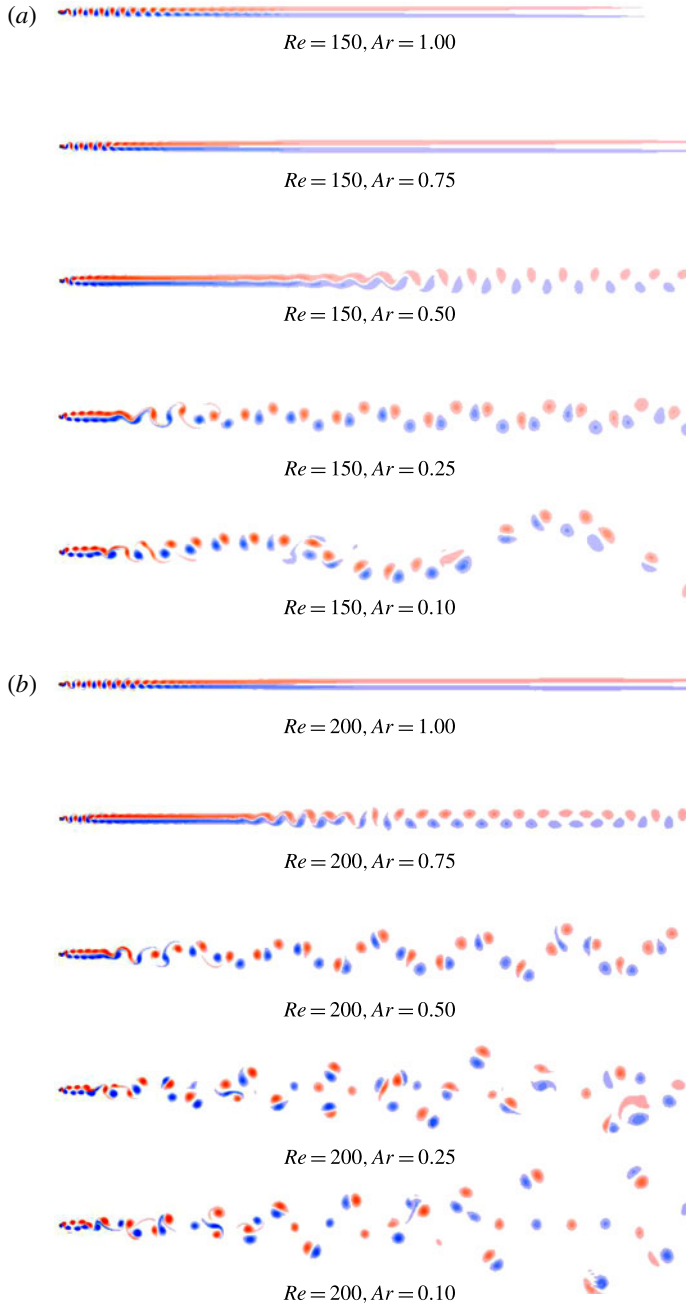 (a)
Re = 150, Ar = 1.00
Re = 150, Ar = 0.75
Re = 150, Ar = 0.50
Re = 150, Ar = 0.25
Re = 150, Ar = 0.10
(b)
Re = 200, Ar = 1.00
Re = 200, Ar = 0.75
Re = 200, Ar = 0.50
Re = 200, Ar = 0.25
Re = 200, Ar = 0.10